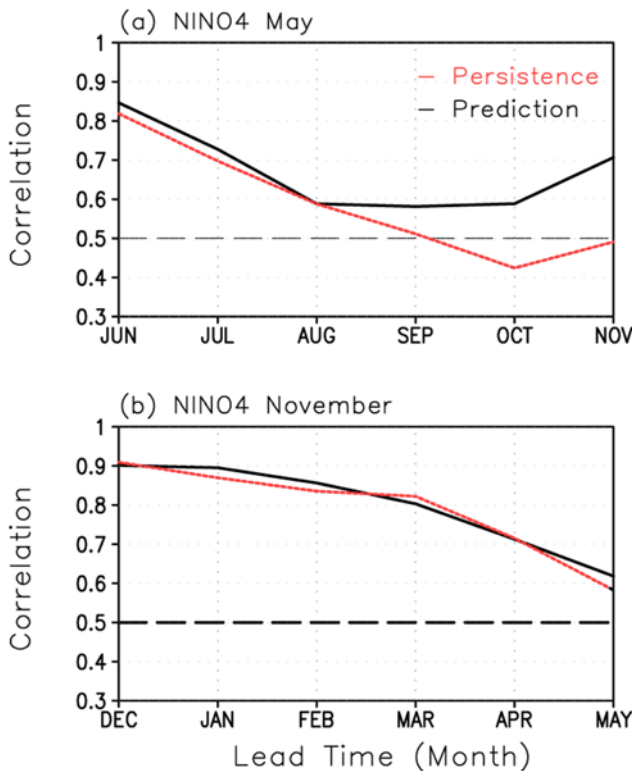 (a) NINO4 May
1
0.9
0.8
0.7
0.6
0.5
0.4
0.3
Correlation
Persistence
Prediction
JUN JUL AUG SEP OCT NOV
(b) NINO4 November
1
0.9
0.8
0.7
0.6
0.5
0.4
0.3
Correlation
DEC JAN FEB MAR APR MAY
Lead Time (Month)